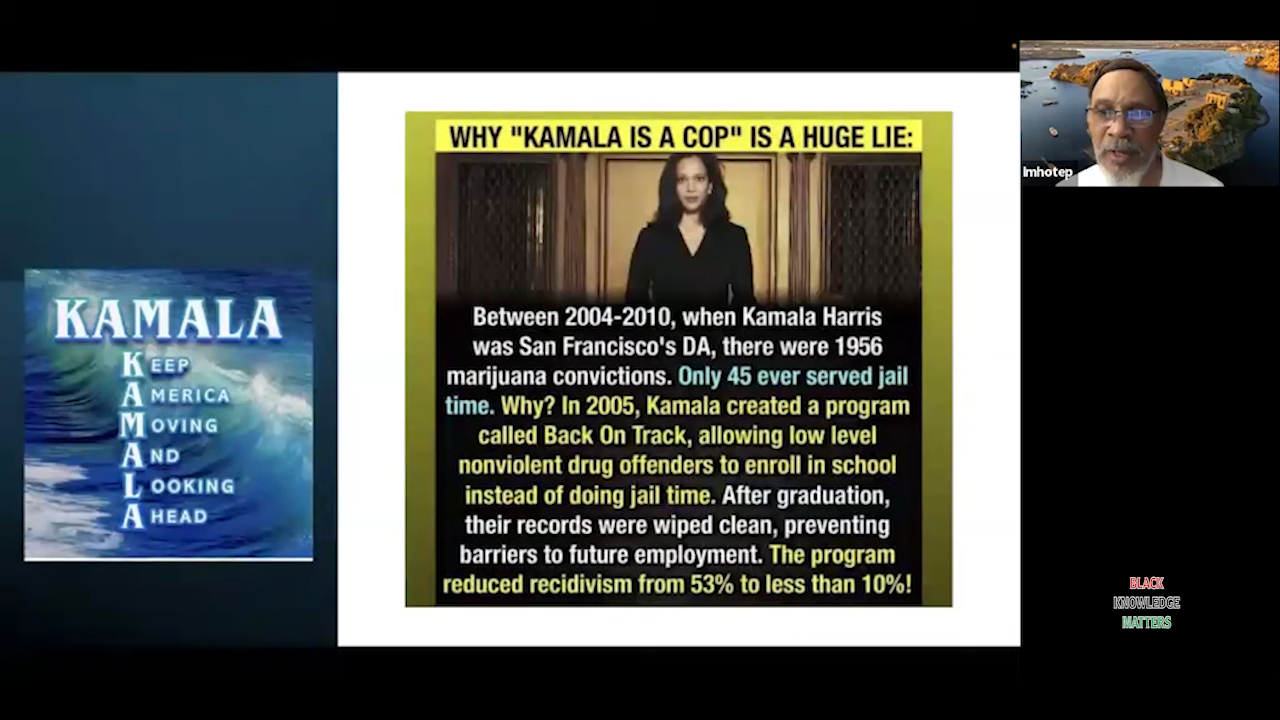 KAMALA
KEEP
AMERICA
MOVING
AND
LOOKING
AHEAD
WHY "KAMALA IS A COP" IS A HUGE LIE:
Between 2004-2010, when Kamala Harris
was San Francisco's DA, there were 1956
marijuana convictions. Only 45 ever served jail
time. Why? In 2005, Kamala created a program
called Back On Track, allowing low level
nonviolent drug offenders to enroll in school
instead of doing jail time. After graduation,
their records were wiped clean, preventing
barriers to future employment. The program
reduced recidivism from 53% to less than 10%!
Imhotep
BLACK
KNOWLEDGE
MATTERS